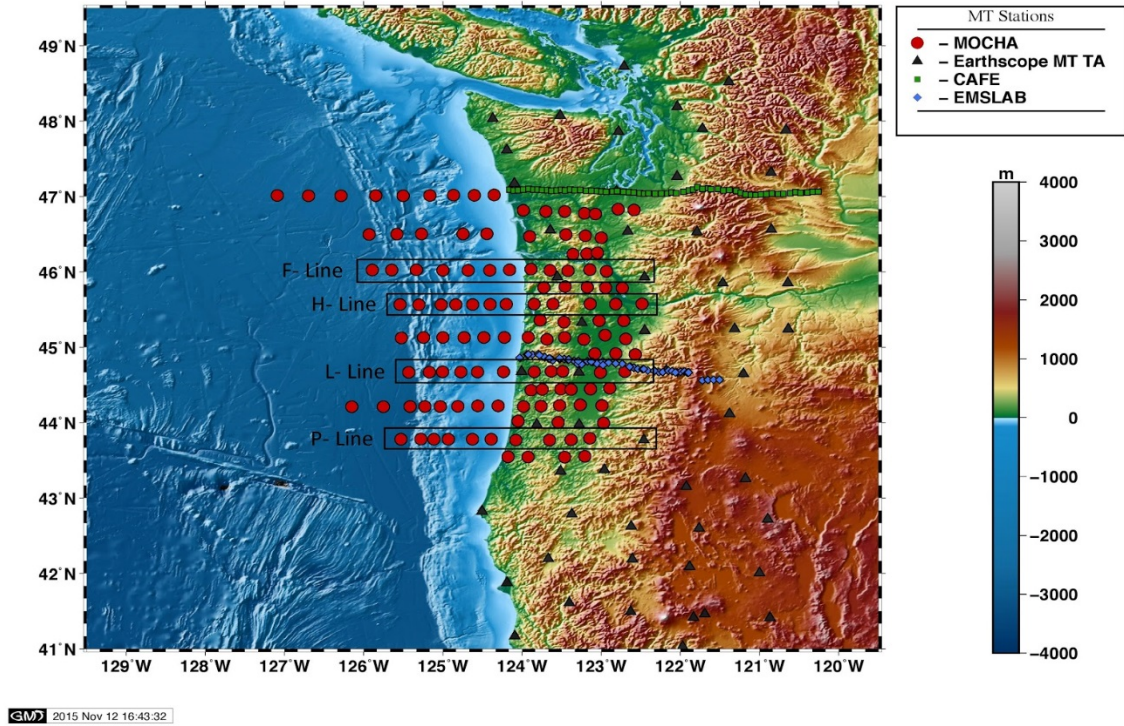 MT Stations
– MOCHA
– Earthscope MT TA
– CAFE
– EMSLAB
49°N
48°N
47°N
46°N
45°N
44°N
43°N
42°N
41°N
F- Line
H- Line
L- Line
P- Line
129°W
128°W
127°W
126°W
125°W
124°W
123°W
122°W
121°W
120°W
m
4000
3000
2000
1000
0
−1000
−2000
−3000
−4000
GMT 2015 Nov 12 16:43:32